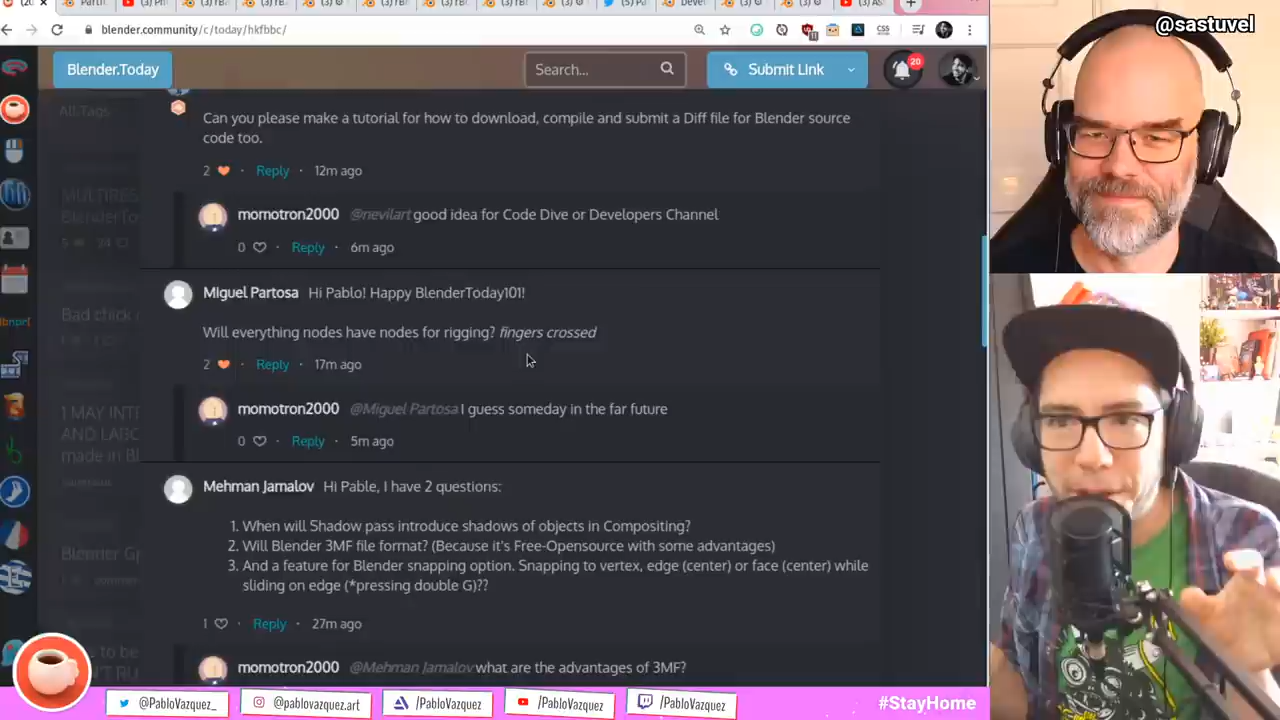 blender.community/c/today/hkfbbc/
@sastuvel
Blender.Today
Search...
Submit Link
20
All Tags
Can you please make a tutorial for how to download, compile and submit a Diff file for Blender source
code too.
2 Reply · 12m ago
momotron2000 @nevilart good idea for Code Dive or Developers Channel
0 Reply · 6m ago
Miguel Partosa Hi Pablo! Happy BlenderToday101!
Will everything nodes have nodes for rigging? fingers crossed
2 · Reply · 17m ago
momotron2000 @Miguel Partosa I guess someday in the far future
0 · Reply · 5m ago
Mehman Jamalov Hi Pable, I have 2 questions:
1. When will Shadow pass introduce shadows of objects in Compositing?
2. Will Blender 3MF file format? (Because it's Free-Opensource with some advantages)
3. And a feature for Blender snapping option. Snapping to vertex, edge (center) or face (center) while
sliding on edge (*pressing double G)??
1 · Reply · 27m ago
momotron2000 @Mehman Jamalov what are the advantages of 3MF?
@PabloVazquez_
@pablovazquez.art
/PabloVazquez
/PabloVazquez
/PabloVazquez
#StayHome